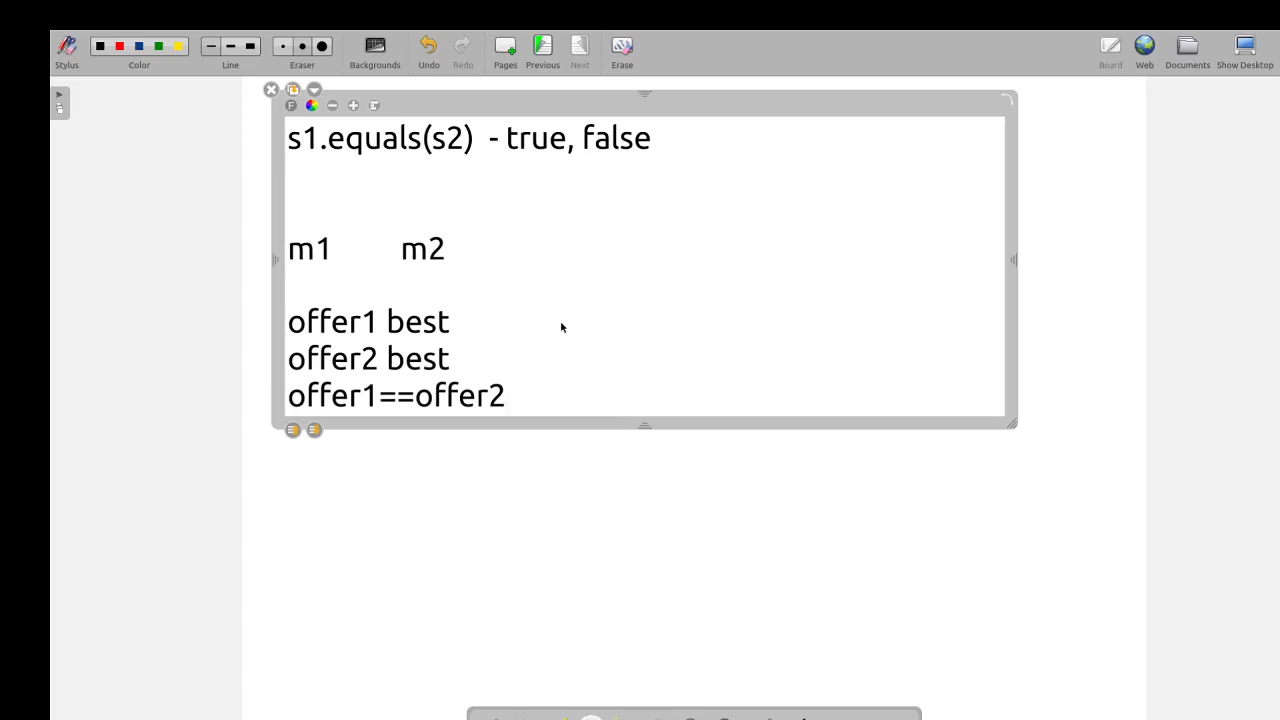 Stylus Color Line Eraser Backgrounds Undo Redo Pages Previous Next Erase Board Web Documents Show Desktop
F
s1.equals(s2) - true, false
m1 m2
offer1 best
offer2 best
offer1==offer2